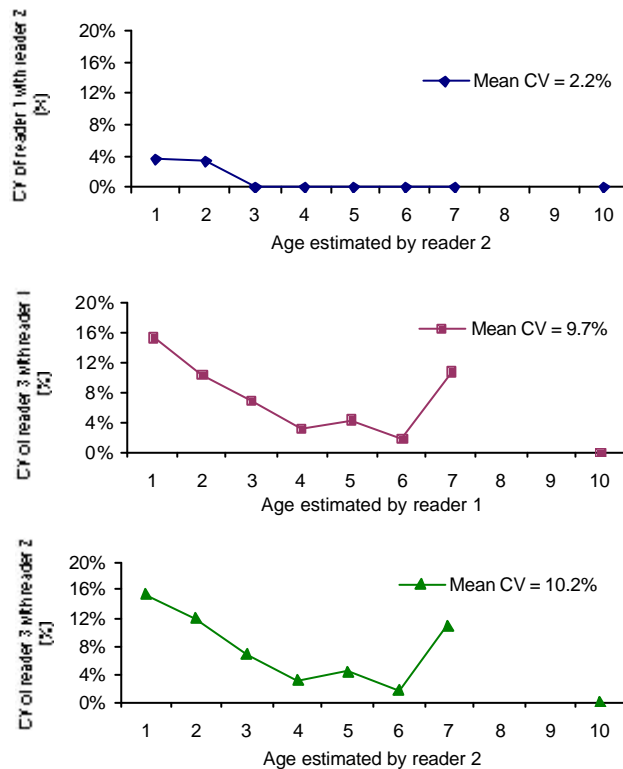 CV of reader 1 with reader 2
[%]
20%
16%
12%
8%
4%
0%
Mean CV = 2.2%
1 2 3 4 5 6 7 8 9 10
Age estimated by reader 2
CV of reader 3 with reader 1
[%]
20%
16%
12%
8%
4%
0%
Mean CV = 9.7%
1 2 3 4 5 6 7 8 9 10
Age estimated by reader 1
CV of reader 3 with reader 2
[%]
20%
16%
12%
8%
4%
0%
Mean CV = 10.2%
1 2 3 4 5 6 7 8 9 10
Age estimated by reader 2